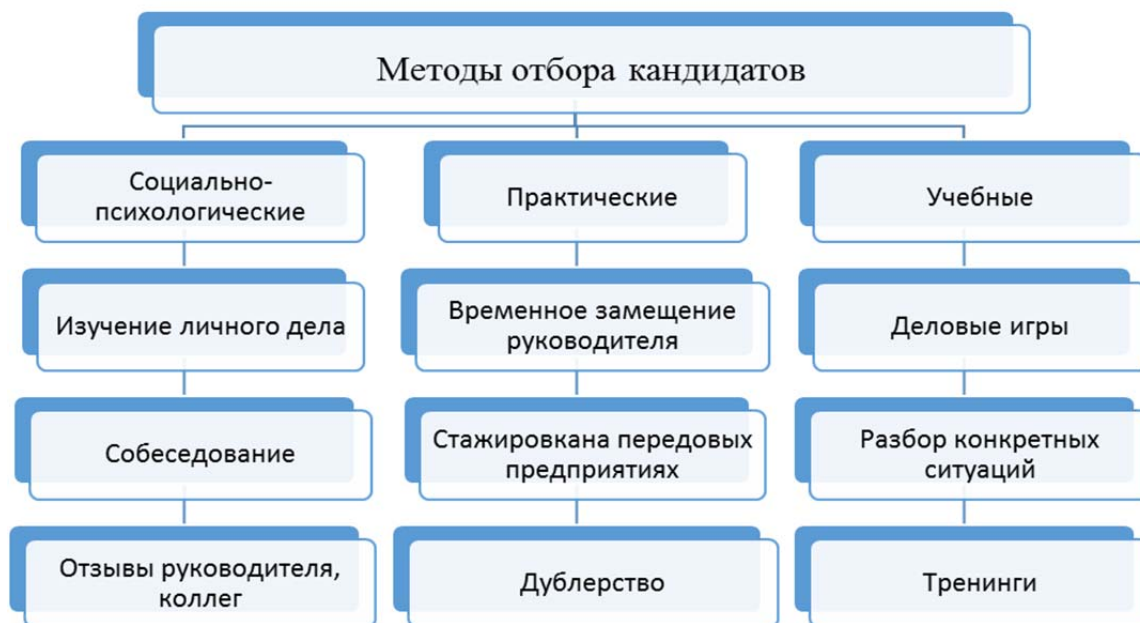 Методы отбора кандидатов
Социально-
психологические
Практические
Учебные
Изучение личного дела
Временное замещение
руководителя
Деловые игры
Собеседование
Стажировкана передовых
предприятиях
Разбор конкретных
ситуаций
Отзывы руководителя,
коллег
Дублерство
Тренинги